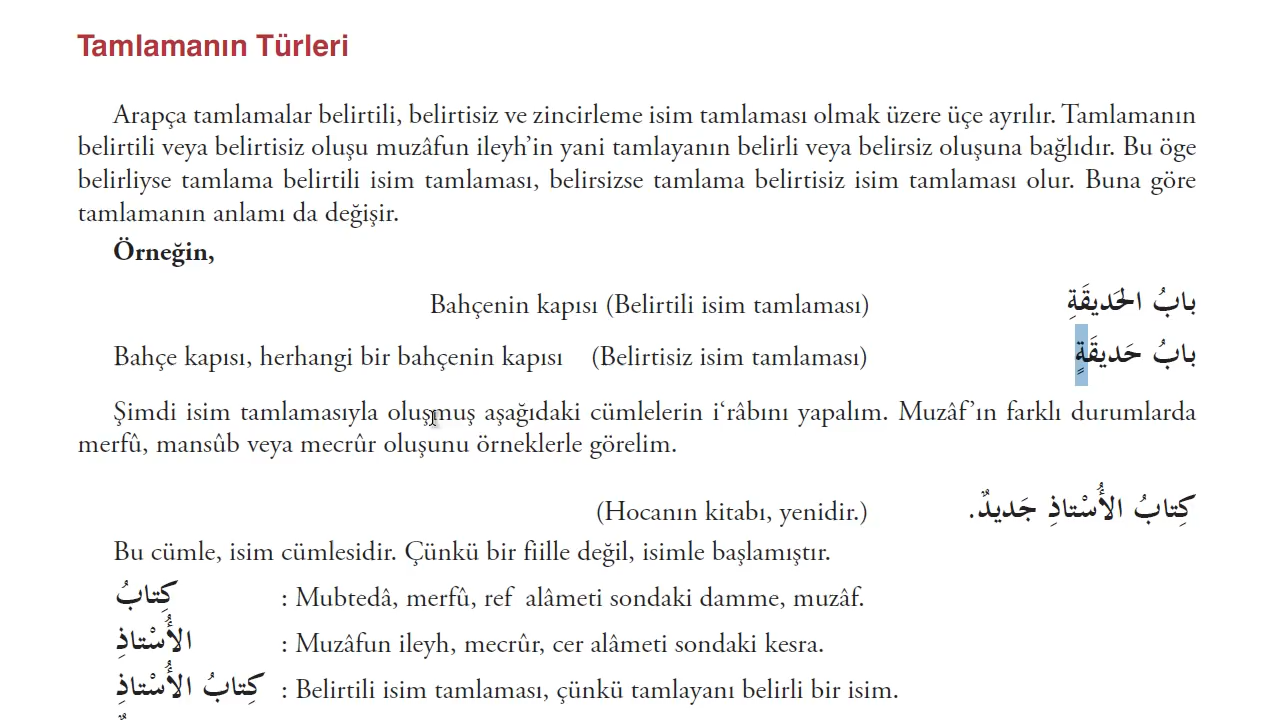 Tamlamanın Türleri
Arapça tamlamalar belirtili, belirtisiz ve zincirleme isim tamlaması olmak üzere üçe ayrılır. Tamlamanın
belirtili veya belirtisiz oluşu muzâfun ileyh’in yani tamlayanın belirli veya belirsiz oluşuna bağlıdır. Bu öge
belirliyse tamlama belirtili isim tamlaması, belirsizse tamlama belirtisiz isim tamlaması olur. Buna göre
tamlamanın anlamı da değişir.
Örneğin,
Bahçenin kapısı (Belirtili isim tamlaması) بابُ الحَديقَةِ
Bahçe kapısı, herhangi bir bahçenin kapısı (Belirtisiz isim tamlaması) بابُ حَديقَةٍ
Şimdi isim tamlamasıyla oluşmuş aşağıdaki cümlelerin i‘râbını yapalım. Muzâf’ın farklı durumlarda
merfû, mansûb veya mecrûr oluşunu örneklerle görelim.
(Hocanın kitabı, yenidir.) كِتابُ الأُسْتاذِ جَديدٌ.
Bu cümle, isim cümlesidir. Çünkü bir fiille değil, isimle başlamıştır.
كِتابُ : Mubtedâ, merfû, ref alâmeti sondaki damme, muzâf.
الأُسْتاذِ : Muzâfun ileyh, mecrûr, cer alâmeti sondaki kesra.
كِتابُ الأُسْتاذِ : Belirtili isim tamlaması, çünkü tamlayanı belirli bir isim.